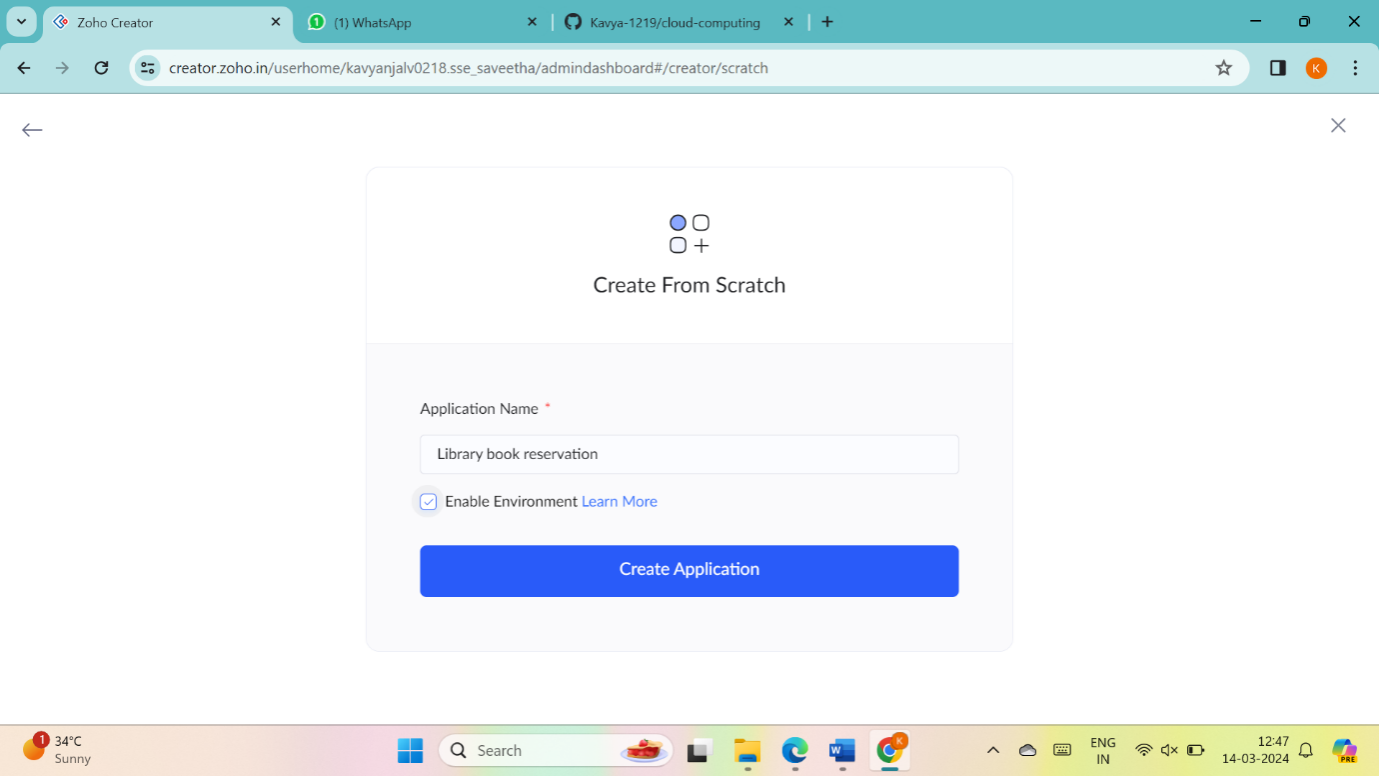 Zoho Creator
(1) WhatsApp
Kavya-1219/cloud-computing
creator.zoho.in/userhome/kavyanjalv0218.sse_saveetha/admindashboard#/creator/scratch
K
Create From Scratch
Application Name *
Library book reservation
Enable Environment Learn More
Create Application
1
34°C
Sunny
Search
K
ENG
IN
12:47
14-03-2024
PRE